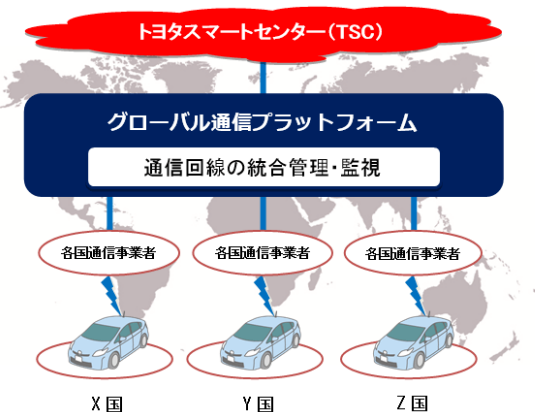 トヨタスマートセンター(TSC)
グローバル通信プラットフォーム
通信回線の統合管理・監視
各国通信事業者 各国通信事業者 各国通信事業者
X国 Y国 Z国